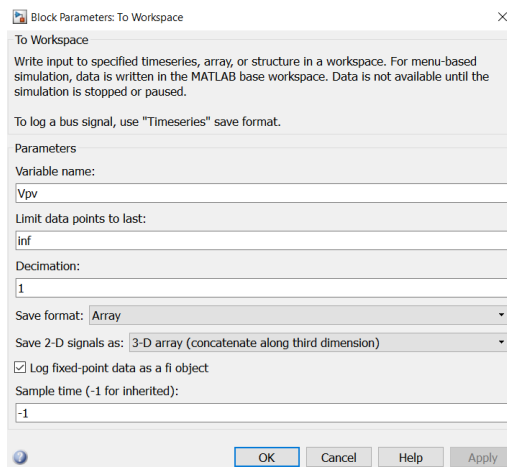 Block Parameters: To Workspace
To Workspace
Write input to specified timeseries, array, or structure in a workspace. For menu-based
simulation, data is written in the MATLAB base workspace. Data is not available until the
simulation is stopped or paused.
To log a bus signal, use "Timeseries" save format.
Parameters
Variable name:
Vpv
Limit data points to last:
inf
Decimation:
1
Save format: Array
Save 2-D signals as: 3-D array (concatenate along third dimension)
Log fixed-point data as a fi object
Sample time (-1 for inherited):
-1
OK Cancel Help Apply